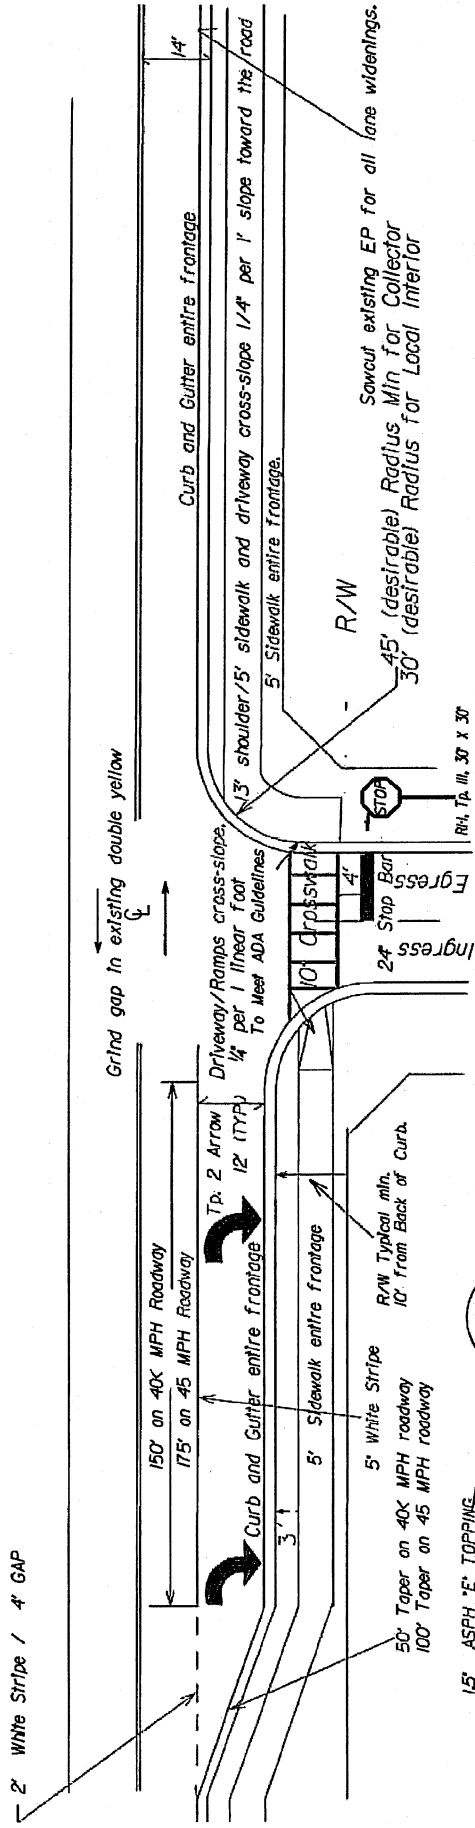 2' White Stripe / 4' GAP
Grind gap in existing double yellow
CL
14'
150' on 40< MPH Roadway
175' on 45 MPH Roadway
Curb and Gutter entire frontage
Tp. 2 Arrow
12' (TYP)
Driveway/Ramps cross-slope,
1/4" per 1 linear foot
To Meet ADA Guidelines
13' shoulder/5' sidewalk and driveway cross-slope 1/4" per 1' slope toward the road
5' Sidewalk entire frontage.
Curb and Gutter entire frontage
3'
5' Sidewalk entire frontage
10' Crosswalk
4'
24" Stop Bar
Ingress
Egress
STOP
R1-1, Tp. III, 30" X 30"
R/W
Sawcut existing EP for all lane widenings.
45' (desirable) Radius Min for Collector
30' (desirable) Radius for Local Interior
R/W Typical min.
10' from Back of Curb.
5" White Stripe
50' Taper on 40< MPH roadway
100' Taper on 45 MPH roadway
1.5" ASPH "E" TOPPING